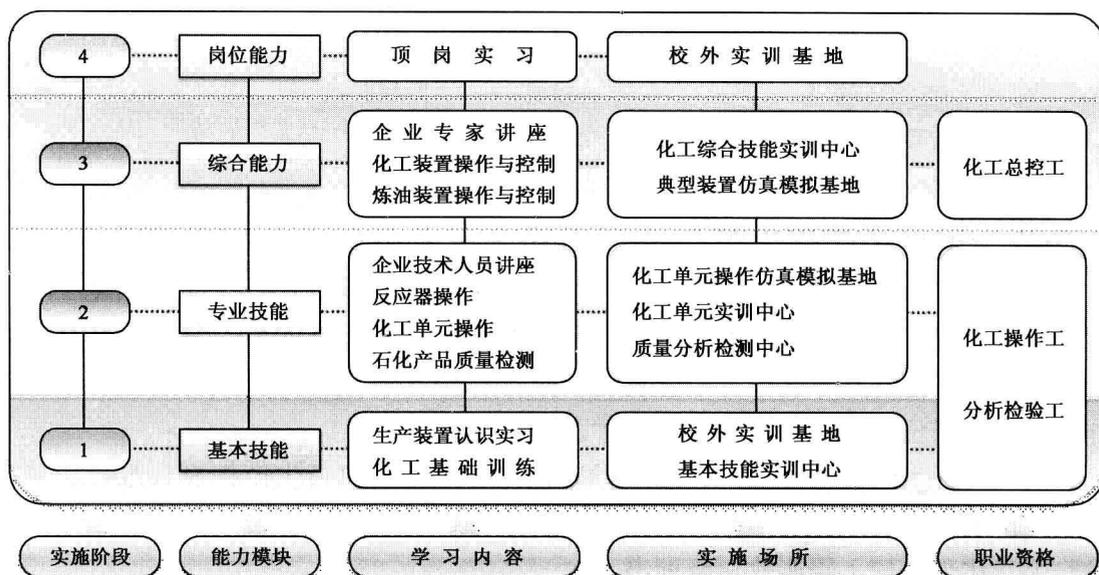 4
岗位能力
顶岗实习
校外实训基地
3
综合能力
企业专家讲座
化工装置操作与控制
炼油装置操作与控制
化工综合技能实训中心
典型装置仿真模拟基地
化工总控工
2
专业技能
企业技术人员讲座
反应器操作
化工单元操作
石化产品质量检测
化工单元操作仿真模拟基地
化工单元实训中心
质量分析检测中心
化工操作工
分析检验工
1
基本技能
生产装置认识实习
化工基础训练
校外实训基地
基本技能实训中心
实施阶段
能力模块
学习内容
实施场所
职业资格